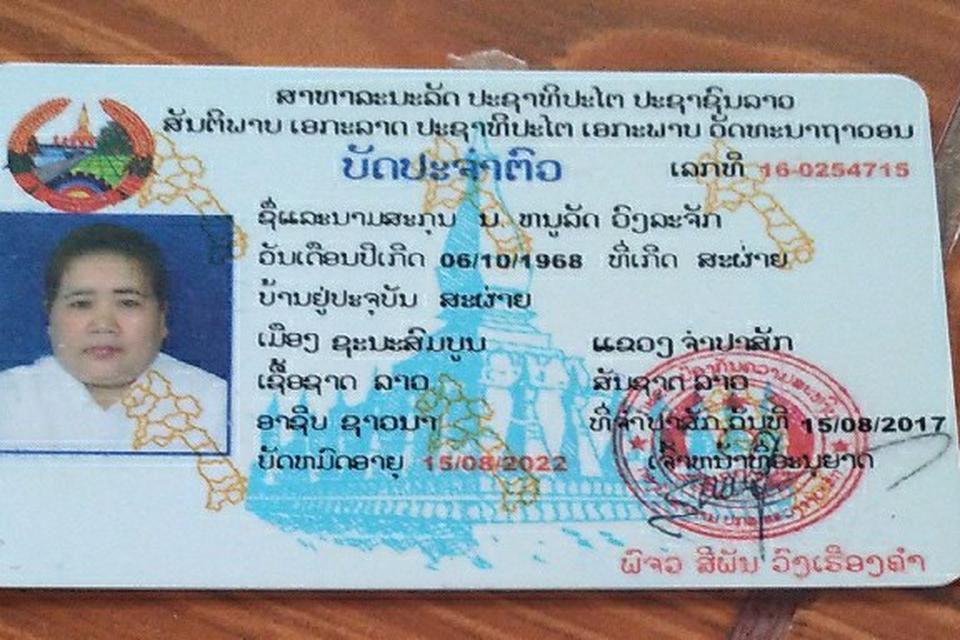 ສາທາລະນະລັດ ປະຊາທິປະໄຕ ປະຊາຊົນລາວ
ສັນຕິພາບ ເອກະລາດ ປະຊາທິປະໄຕ ເອກະພາບ ວັດທະນາຖາວອນ
ບັດປະຈຳຕົວ ເລກທີ 16-0254715
ຊື່ແລະນາມສະກຸນ ນ. ຫນູລັດ ວົງລະຈັກ
ວັນເດືອນປີເກີດ 06/10/1968 ທີ່ເກີດ ສະຜ່າຍ
ບ້ານຢູ່ປະຈຸບັນ ສະຜ່າຍ
ເມືອງ ຊະນະສົມບູນ ແຂວງ ຈຳປາສັກ
ເຊື້ອຊາດ ລາວ ສັນຊາດ ລາວ
ອາຊີບ ຊາວນາ ທີ່ຈຳປາສັກ,ວັນທີ 15/08/2017
ບັດຫມົດອາຍຸ 15/08/2022 ເຈົ້າຫນ້າທີ່ອະນຸຍາດ
ພົຈວ ສີພັນ ວົງເຮືອງຄຳ